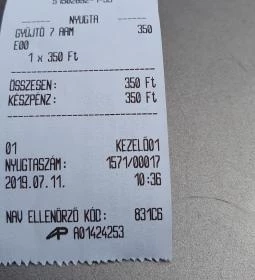 NYUGTA
GYŰJTŐ 7 AAM 350
E00
1 x 350 Ft
ÖSSZESEN: 350 Ft
KÉSZPÉNZ: 350 Ft
01 KEZELŐ01
NYUGTASZÁM: 1571/00017
2019.07.11. 10:36
NAV ELLENŐRZŐ KÓD: 831C6
AP A01424253